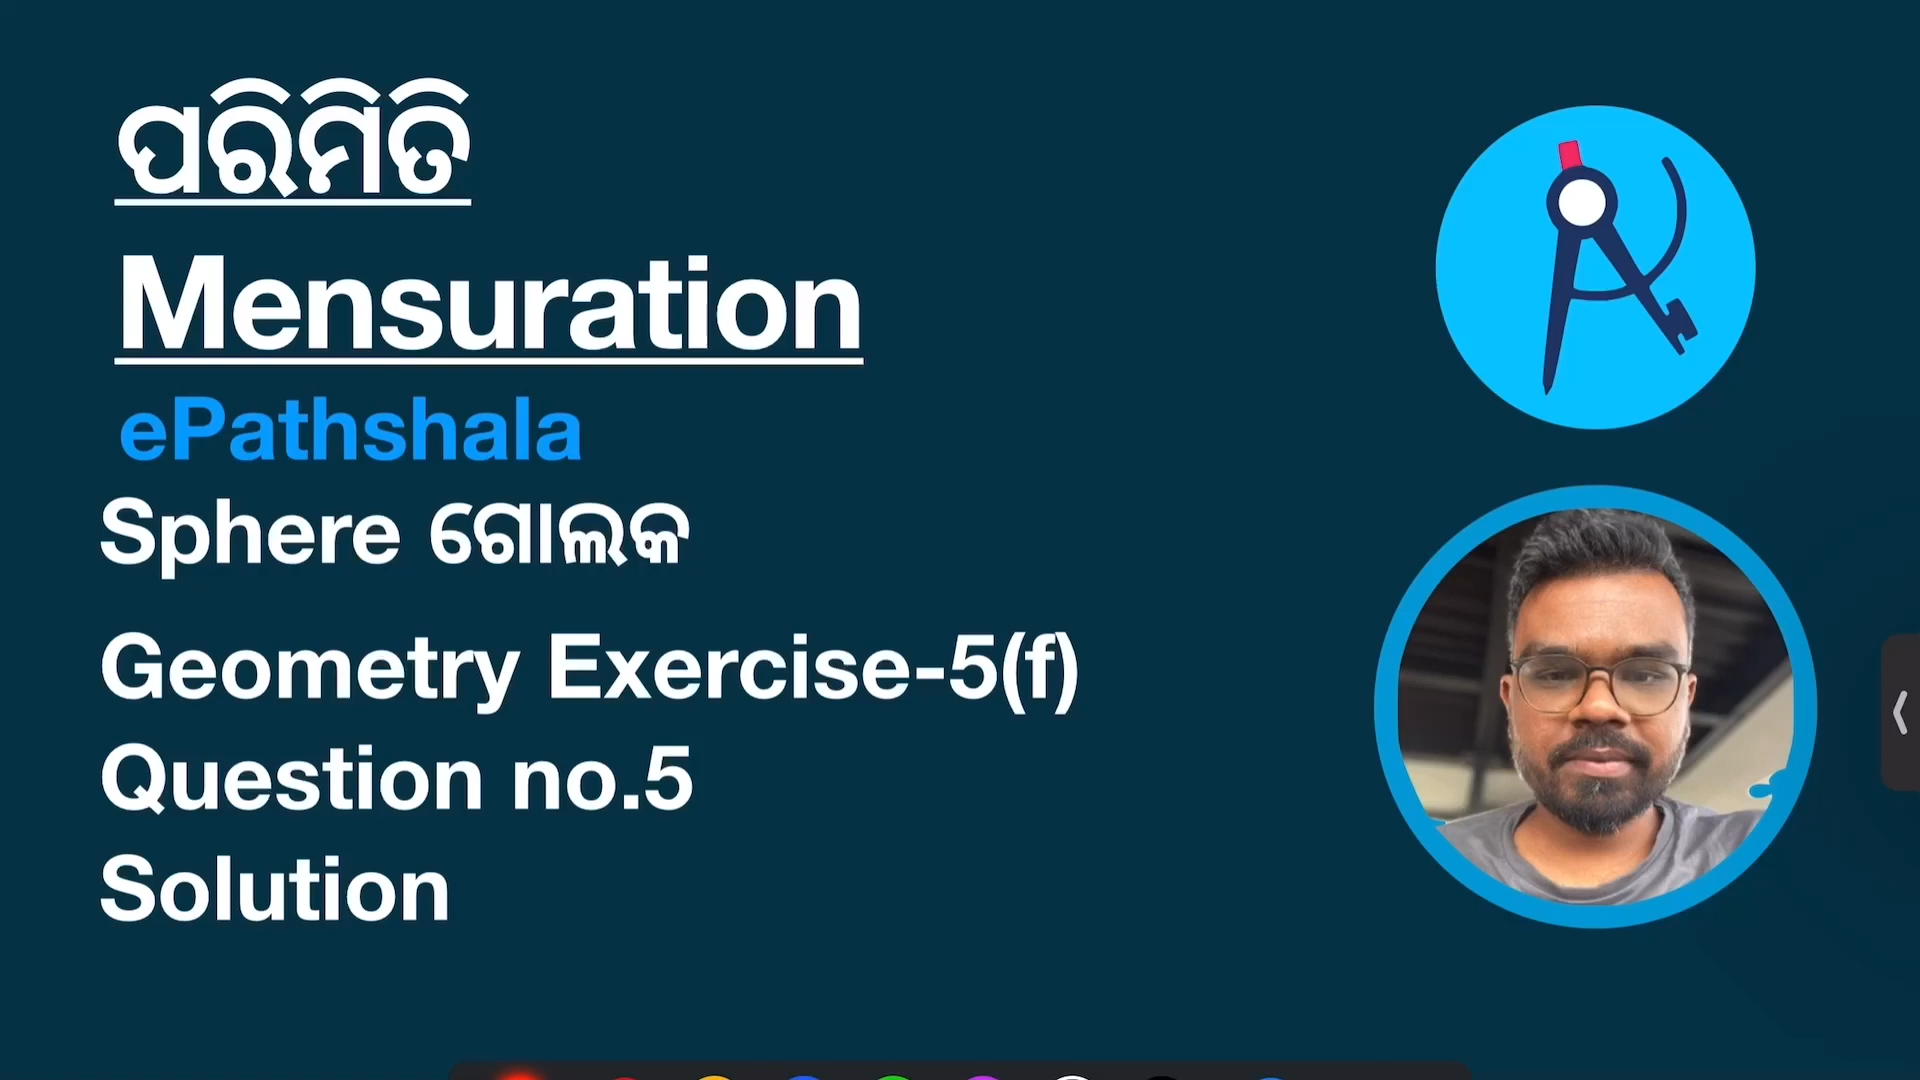 ପରିମିତି
Mensuration
ePathshala
Sphere ଗୋଲକ
Geometry Exercise-5(f)
Question no.5
Solution